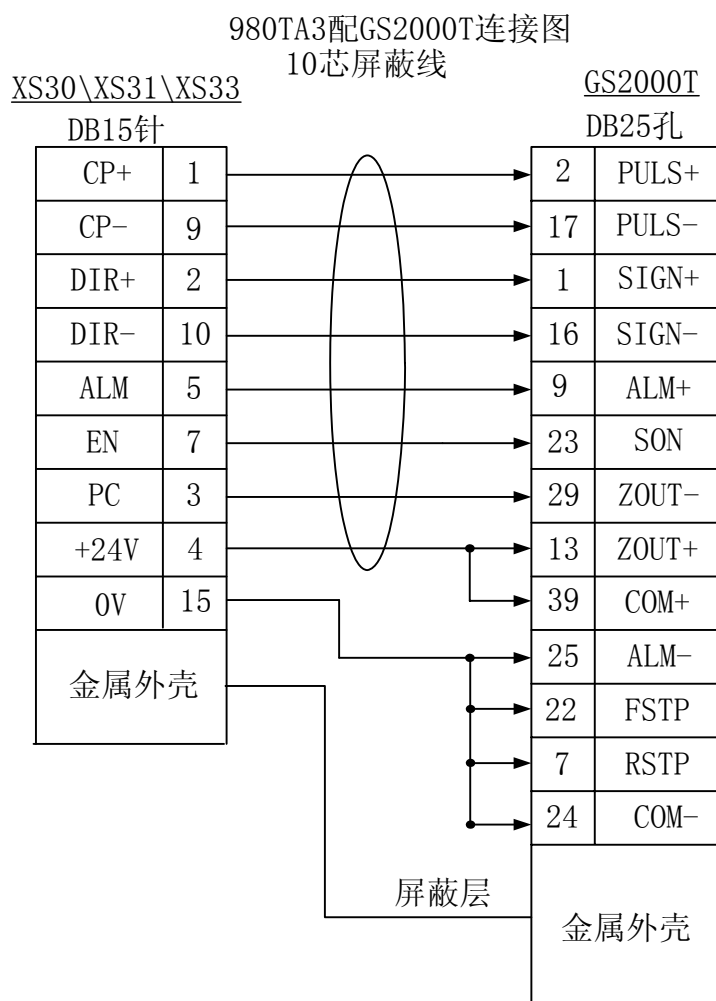 980TA3配GS2000T连接图
10芯屏蔽线
XS30\XS31\XS33
DB15针
CP+ 1
CP- 9
DIR+ 2
DIR- 10
ALM 5
EN 7
PC 3
+24V 4
0V 15
金属外壳
GS2000T
DB25孔
2 PULS+
17 PULS-
1 SIGN+
16 SIGN-
9 ALM+
23 SON
29 ZOUT-
13 ZOUT+
39 COM+
25 ALM-
22 FSTP
7 RSTP
24 COM-
屏蔽层
金属外壳